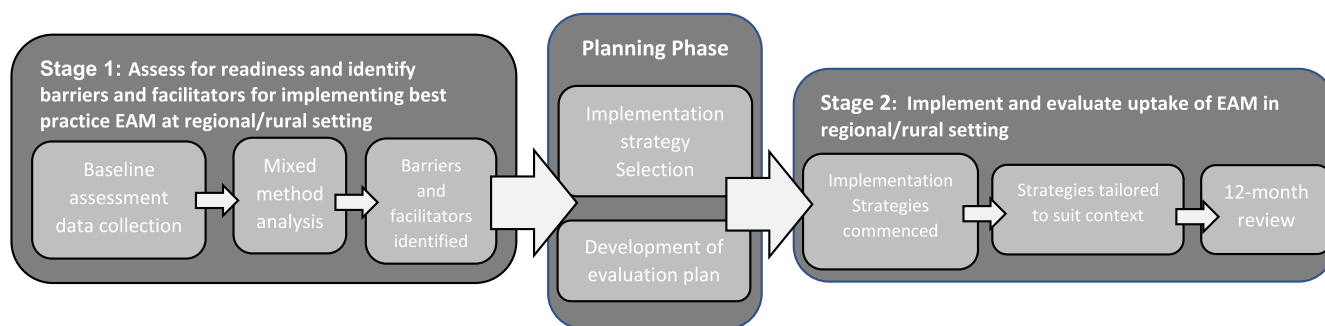 Stage 1: Assess for readiness and identify
barriers and facilitators for implementing best
practice EAM at regional/rural setting
Baseline
assessment
data collection
Mixed
method
analysis
Barriers
and
facilitators
identified
Planning Phase
Implementation
strategy
Selection
Development of
evaluation plan
Stage 2: Implement and evaluate uptake of EAM in
regional/rural setting
Implementation
Strategies
commenced
Strategies tailored
to suit context
12-month
review